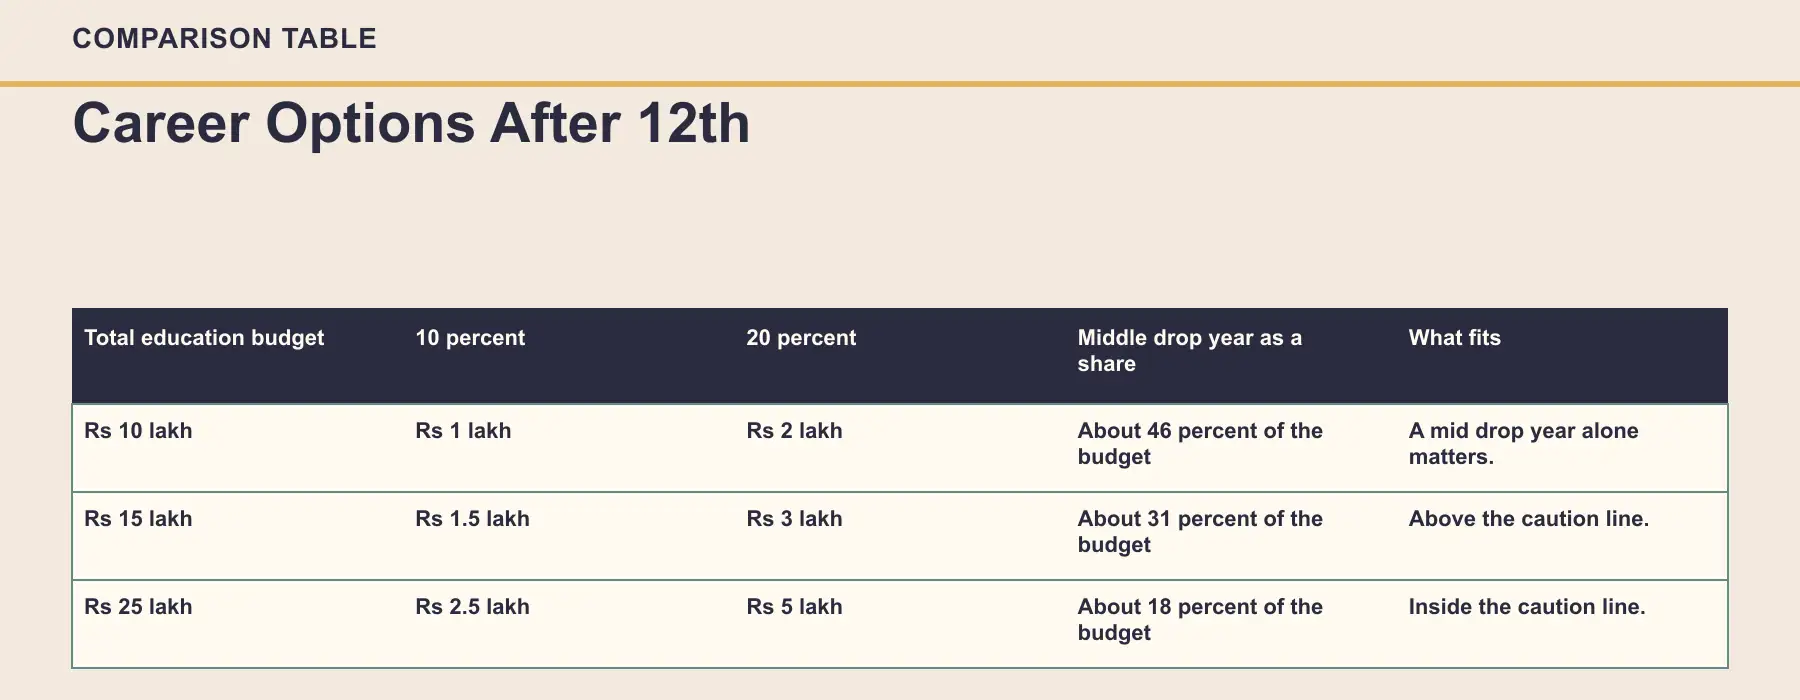 COMPARISON TABLE
Career Options After 12th
Total education budget
10 percent
20 percent
Middle drop year as a
share
What fits
Rs 10 lakh
Rs 1 lakh
Rs 2 lakh
About 46 percent of the
budget
A mid drop year alone
matters.
Rs 15 lakh
Rs 1.5 lakh
Rs 3 lakh
About 31 percent of the
budget
Above the caution line.
Rs 25 lakh
Rs 2.5 lakh
Rs 5 lakh
About 18 percent of the
budget
Inside the caution line.